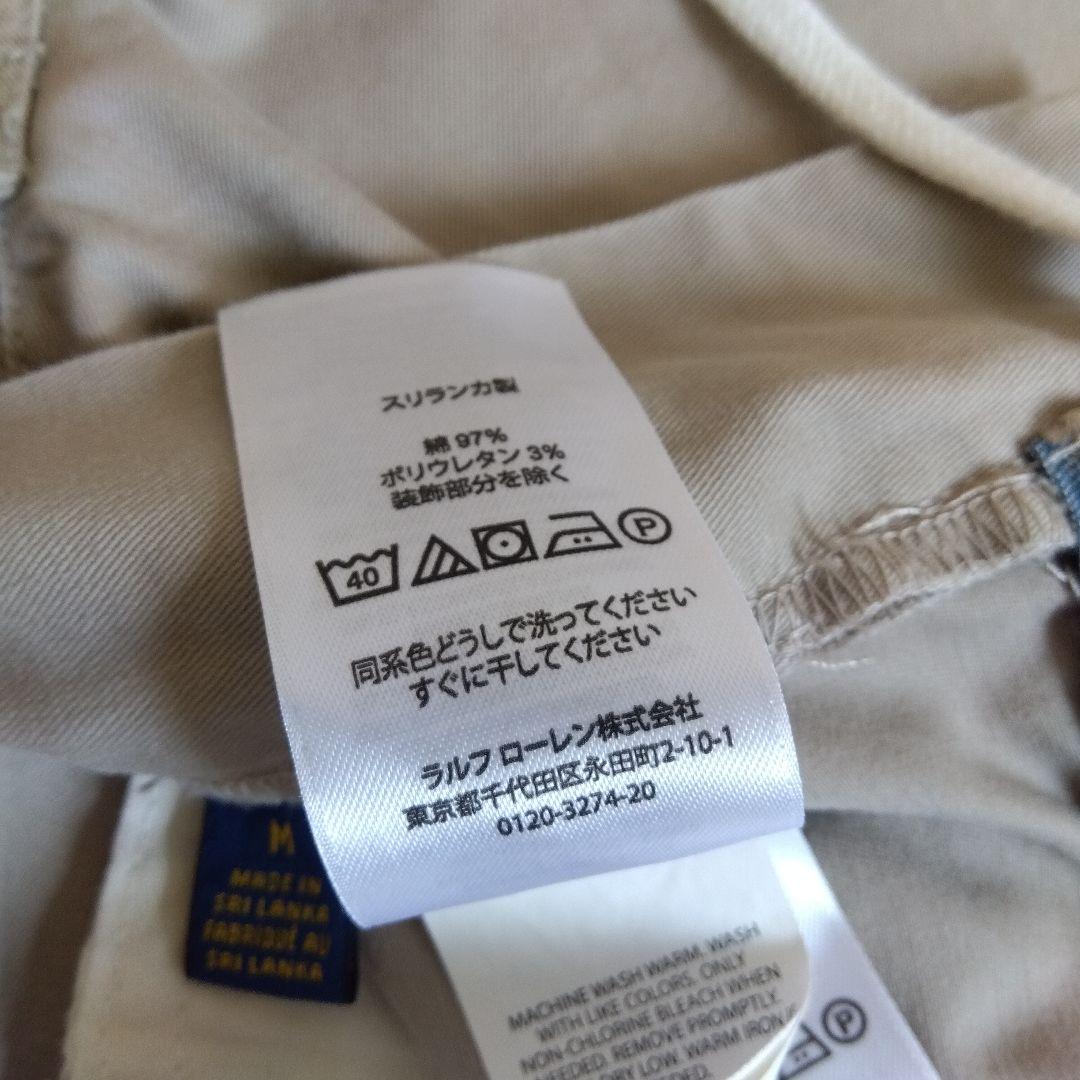 スリランカ製
綿 97%
ポリウレタン 3%
装飾部分を除く
40 P
同系色どうしで洗ってください
すぐに干してください
ラルフ ローレン株式会社
東京都千代田区永田町2-10-1
0120-3274-20
M
MADE IN
SRI LANKA
FABRIQUÉ AU
SRI LANKA
MACHINE WASH WARM, WASH
WITH LIKE COLORS. ONLY
NON-CHLORINE BLEACH WHEN
NEEDED. REMOVE PROMPTLY.
DRY LOW. WARM IRON
NEEDED.
P